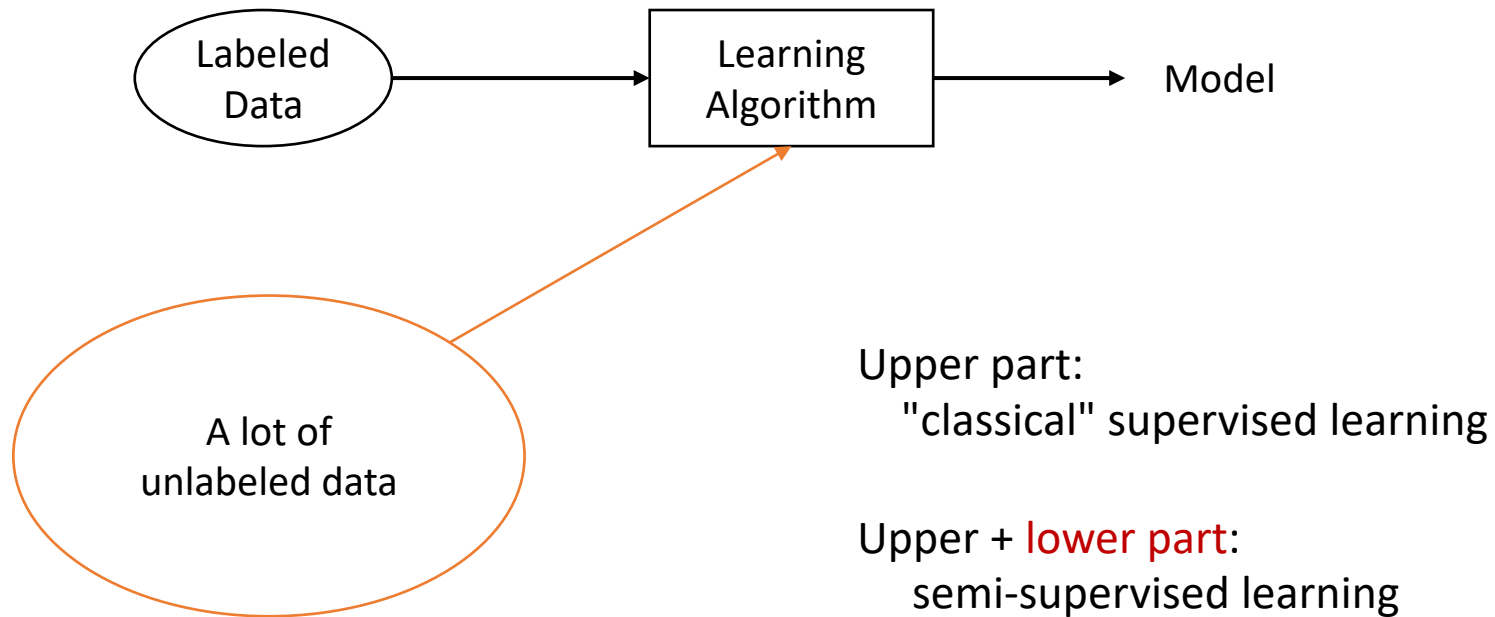 Labeled
Data
Learning
Algorithm
Model
A lot of
unlabeled data
Upper part:
"classical" supervised learning
Upper + lower part:
semi-supervised learning